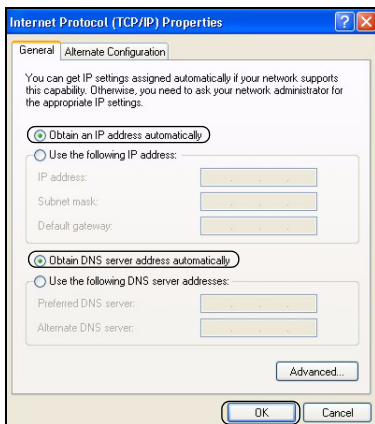 Internet Protocol (TCP/IP) Properties
General
Alternate Configuration
You can get IP settings assigned automatically if your network supports
this capability. Otherwise, you need to ask your network administrator for
the appropriate IP settings.
Obtain an IP address automatically
Use the following IP address:
IP address:
Subnet mask:
Default gateway:
Obtain DNS server address automatically
Use the following DNS server addresses:
Preferred DNS server:
Alternate DNS server:
Advanced...
OK
Cancel